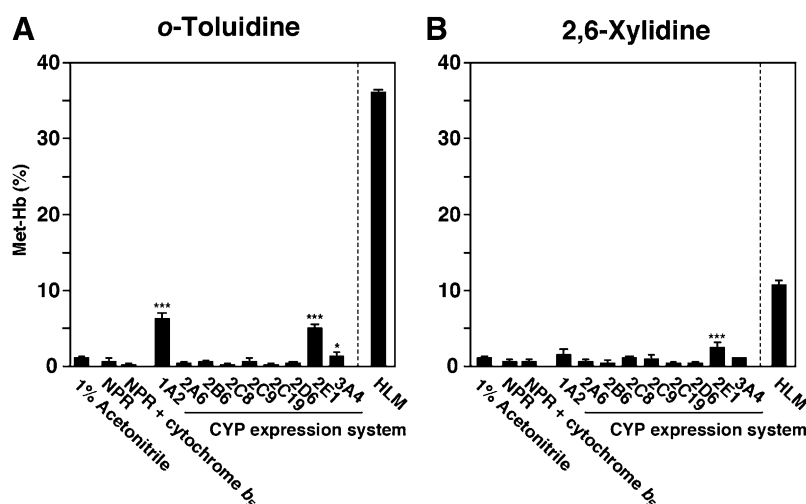 A
o-Toluidine
40
30
20
10
0
Met-Hb (%)
***
***
*
1% Acetonitrile
NPR
NPR + cytochrome b5
1A2
2A6
2B6
2C8
2C9
2C19
2D6
2E1
3A4
HLM
CYP expression system
B
2,6-Xylidine
40
30
20
10
0
***
1% Acetonitrile
NPR
NPR + cytochrome b5
1A2
2A6
2B6
2C8
2C9
2C19
2D6
2E1
3A4
HLM
CYP expression system